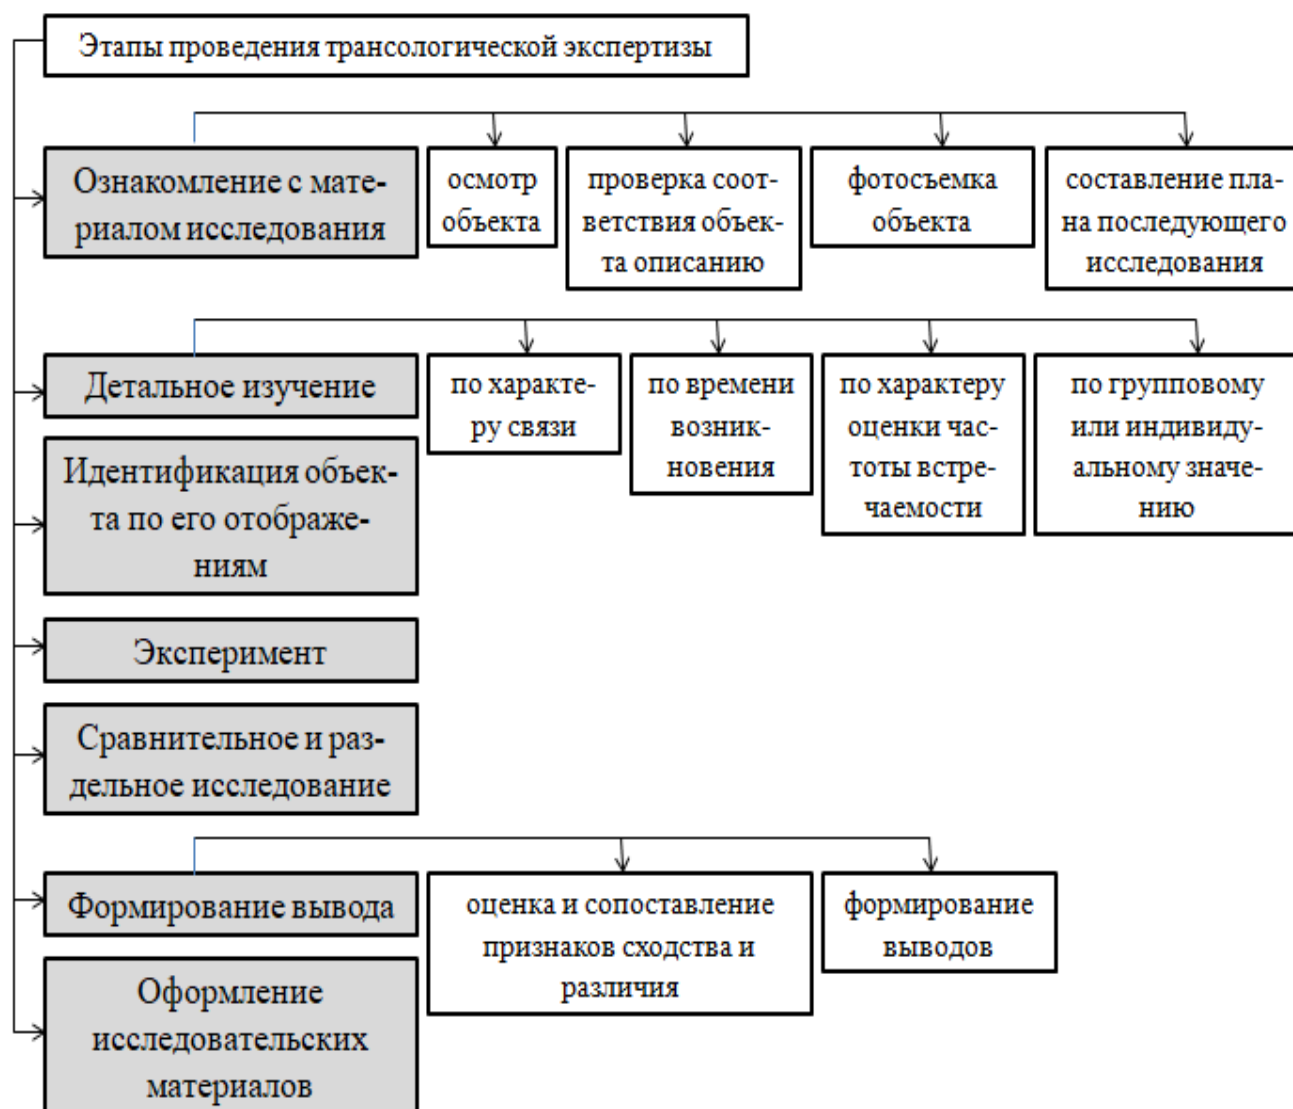 Этапы проведения трансологической экспертизы
Ознакомление с мате-
риалом исследования
осмотр
объекта
проверка соот-
ветствия объек-
та описанию
фотосъемка
объекта
составление пла-
на последующего
исследования
Детальное изучение
по характе-
ру связи
по времени
возник-
новения
по характеру
оценки час-
тоты встре-
чаемости
по групповому
или индивиду-
альному значе-
нию
Идентификация объек-
та по его отображе-
ниям
Эксперимент
Сравнительное и раз-
дельное исследование
Формирование вывода
оценка и сопоставление
признаков сходства и
различия
формирование
выводов
Оформление
исследовательских
материалов